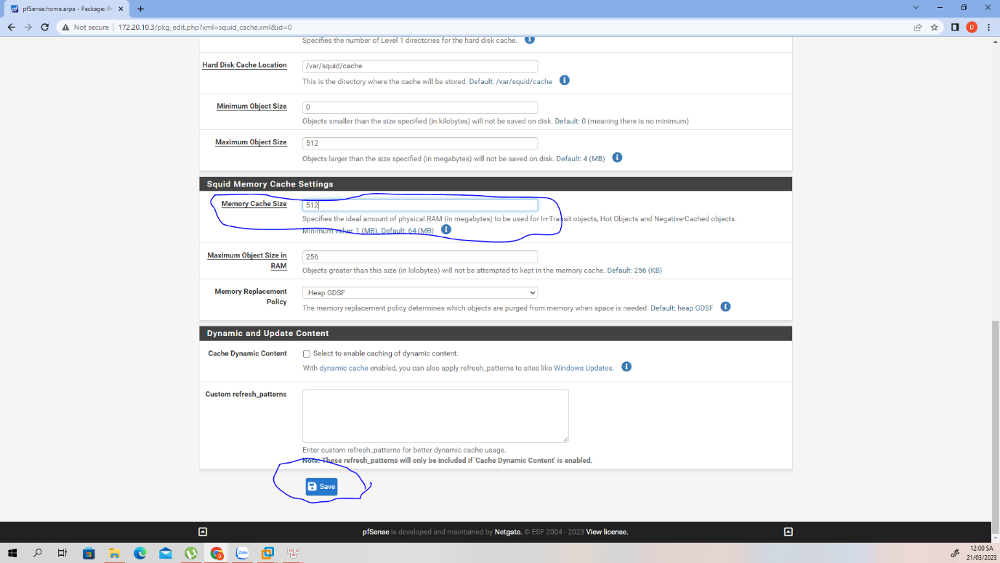 pfSense.home.arpa - Package: Pr
Not secure | 172.20.10.3/pkg_edit.php?xml=squid_cache.xml&id=0
D
Specifies the number of Level 1 directories for the hard disk cache.
Hard Disk Cache Location
/var/squid/cache
This is the directory where the cache will be stored. Default: /var/squid/cache
Minimum Object Size
0
Objects smaller than the size specified (in kilobytes) will not be saved on disk. Default: 0 (meaning there is no minimum)
Maximum Object Size
512
Objects larger than the size specified (in megabytes) will not be saved on disk. Default: 4 (MB)
Squid Memory Cache Settings
Memory Cache Size
512
Specifies the ideal amount of physical RAM (in megabytes) to be used for In-Transit objects, Hot Objects and Negative-Cached objects.
Minimum value: 1 (MB). Default: 64 (MB)
Maximum Object Size in
RAM
256
Objects greater than this size (in kilobytes) will not be attempted to kept in the memory cache. Default: 256 (KB)
Memory Replacement
Policy
Heap GDSF
The memory replacement policy determines which objects are purged from memory when space is needed. Default: heap GDSF
Dynamic and Update Content
Cache Dynamic Content
Select to enable caching of dynamic content.
With dynamic cache enabled, you can also apply refresh_patterns to sites like Windows Updates.
Custom refresh_patterns
Enter custom refresh_patterns for better dynamic cache usage.
Note: These refresh_patterns will only be included if 'Cache Dynamic Content' is enabled.
Save
pfSense is developed and maintained by Netgate. © ESF 2004 - 2023 View license.
Zalo
12:00 SA
21/03/2023